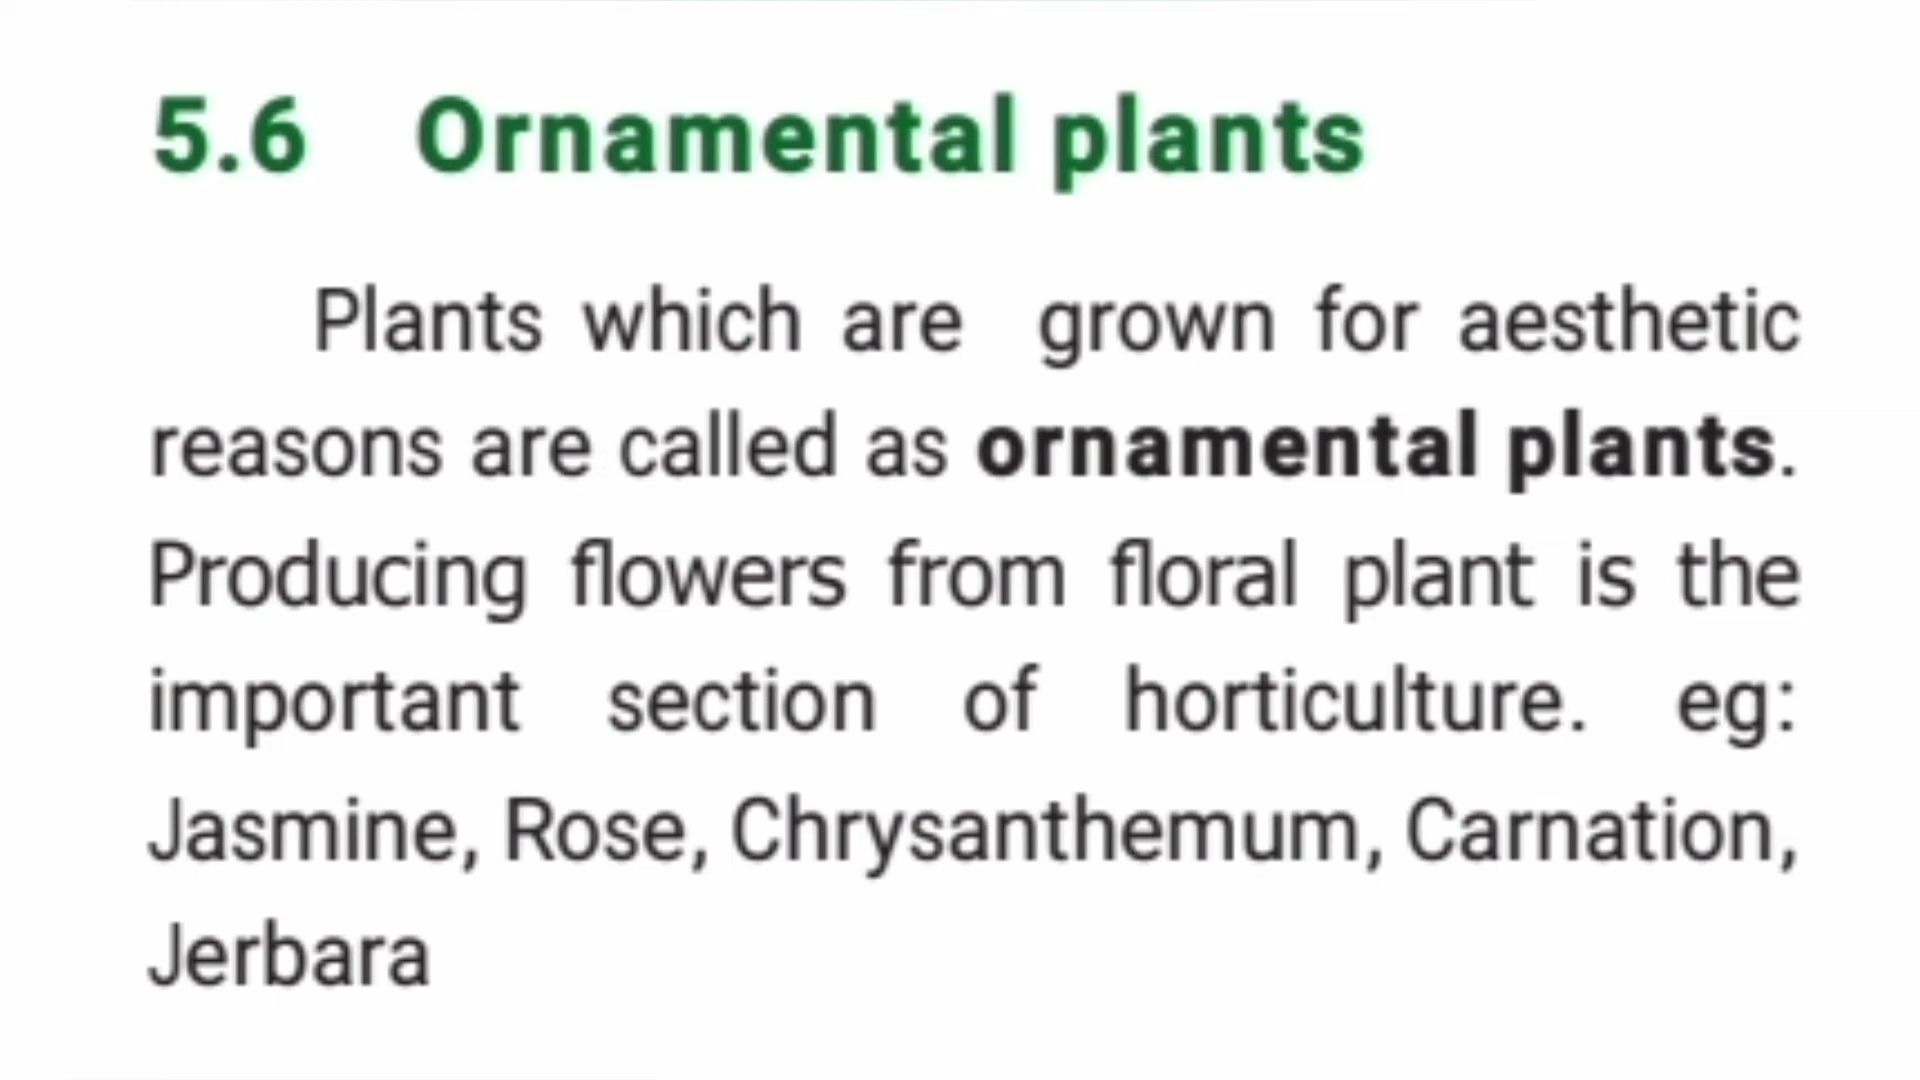 5.6 Ornamental plants
Plants which are grown for aesthetic
reasons are called as ornamental plants.
Producing flowers from floral plant is the
important section of horticulture. eg:
Jasmine, Rose, Chrysanthemum, Carnation,
Jerbara